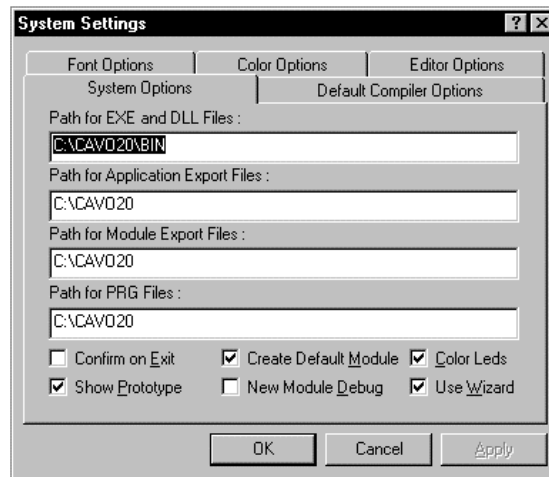 System Settings
Font Options Color Options Editor Options
System Options Default Compiler Options
Path for EXE and DLL Files :
C:\CAVO20\BIN
Path for Application Export Files :
C:\CAVO20
Path for Module Export Files :
C:\CAVO20
Path for PRG Files :
C:\CAVO20
Confirm on Exit Create Default Module Color Leds
Show Prototype New Module Debug Use Wizard
OK Cancel Apply